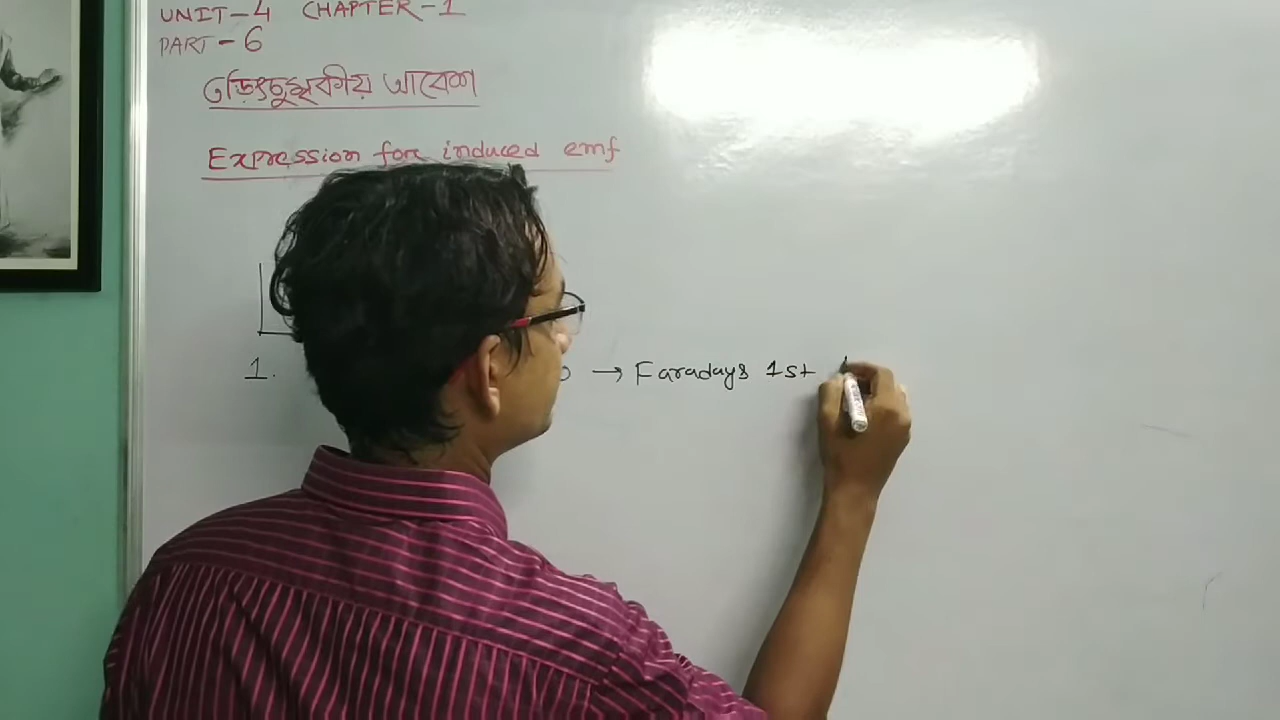 UNIT-4 CHAPTER-1
PART-6
তড়িৎচুম্বকীয় আবেশ
Expression for induced emf
1. → Faradays 1st